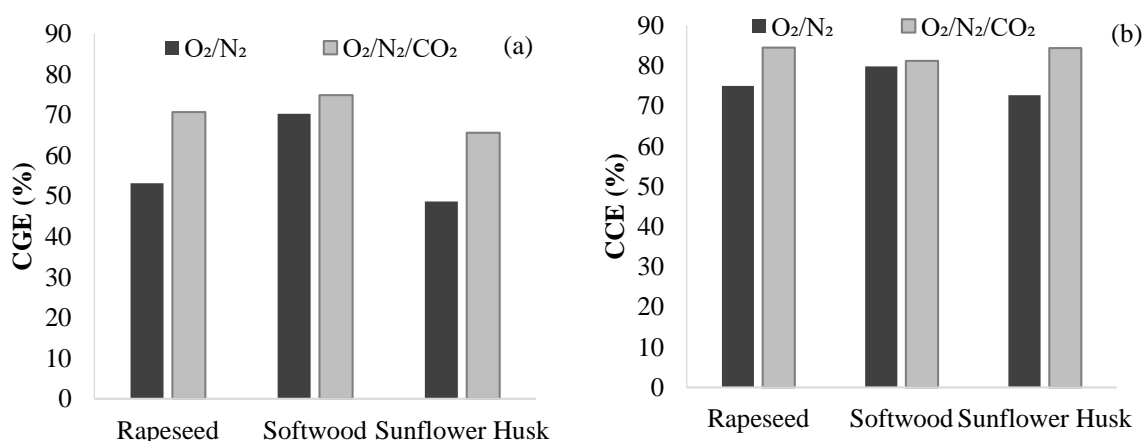 (a)
O₂/N₂ O₂/N₂/CO₂
90
80
70
60
50
40
30
20
10
0
CGE (%)
Rapeseed Softwood Sunflower Husk
(b)
O₂/N₂ O₂/N₂/CO₂
90
80
70
60
50
40
30
20
10
0
CCE (%)
Rapeseed Softwood Sunflower Husk